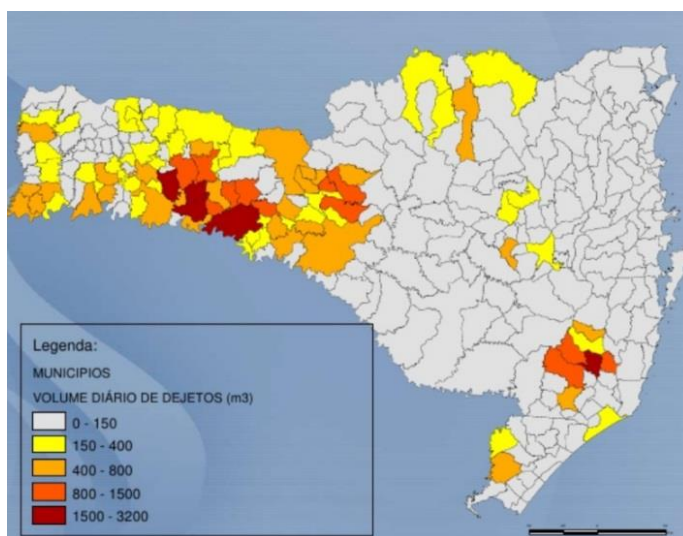 Legenda:
MUNICIPIOS
VOLUME DIÁRIO DE DEJETOS (m3)
0 - 150
150 - 400
400 - 800
800 - 1500
1500 - 3200